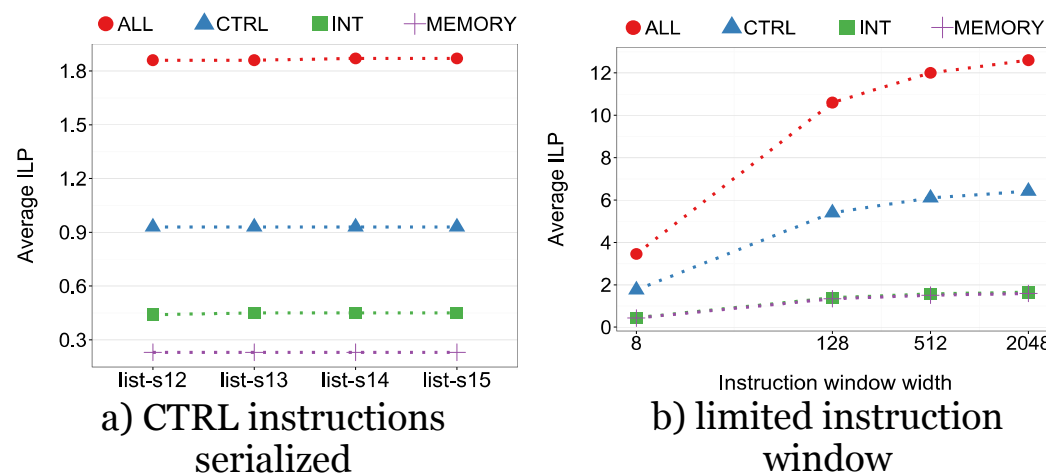 ALL CTRL INT MEMORY
1.8
1.5
1.2
0.9
0.6
0.3
Average ILP
list-s12 list-s13 list-s14 list-s15
a) CTRL instructions
serialized
ALL CTRL INT MEMORY
12
10
8
6
4
2
0
Average ILP
8 128 512 2048
Instruction window width
b) limited instruction
window